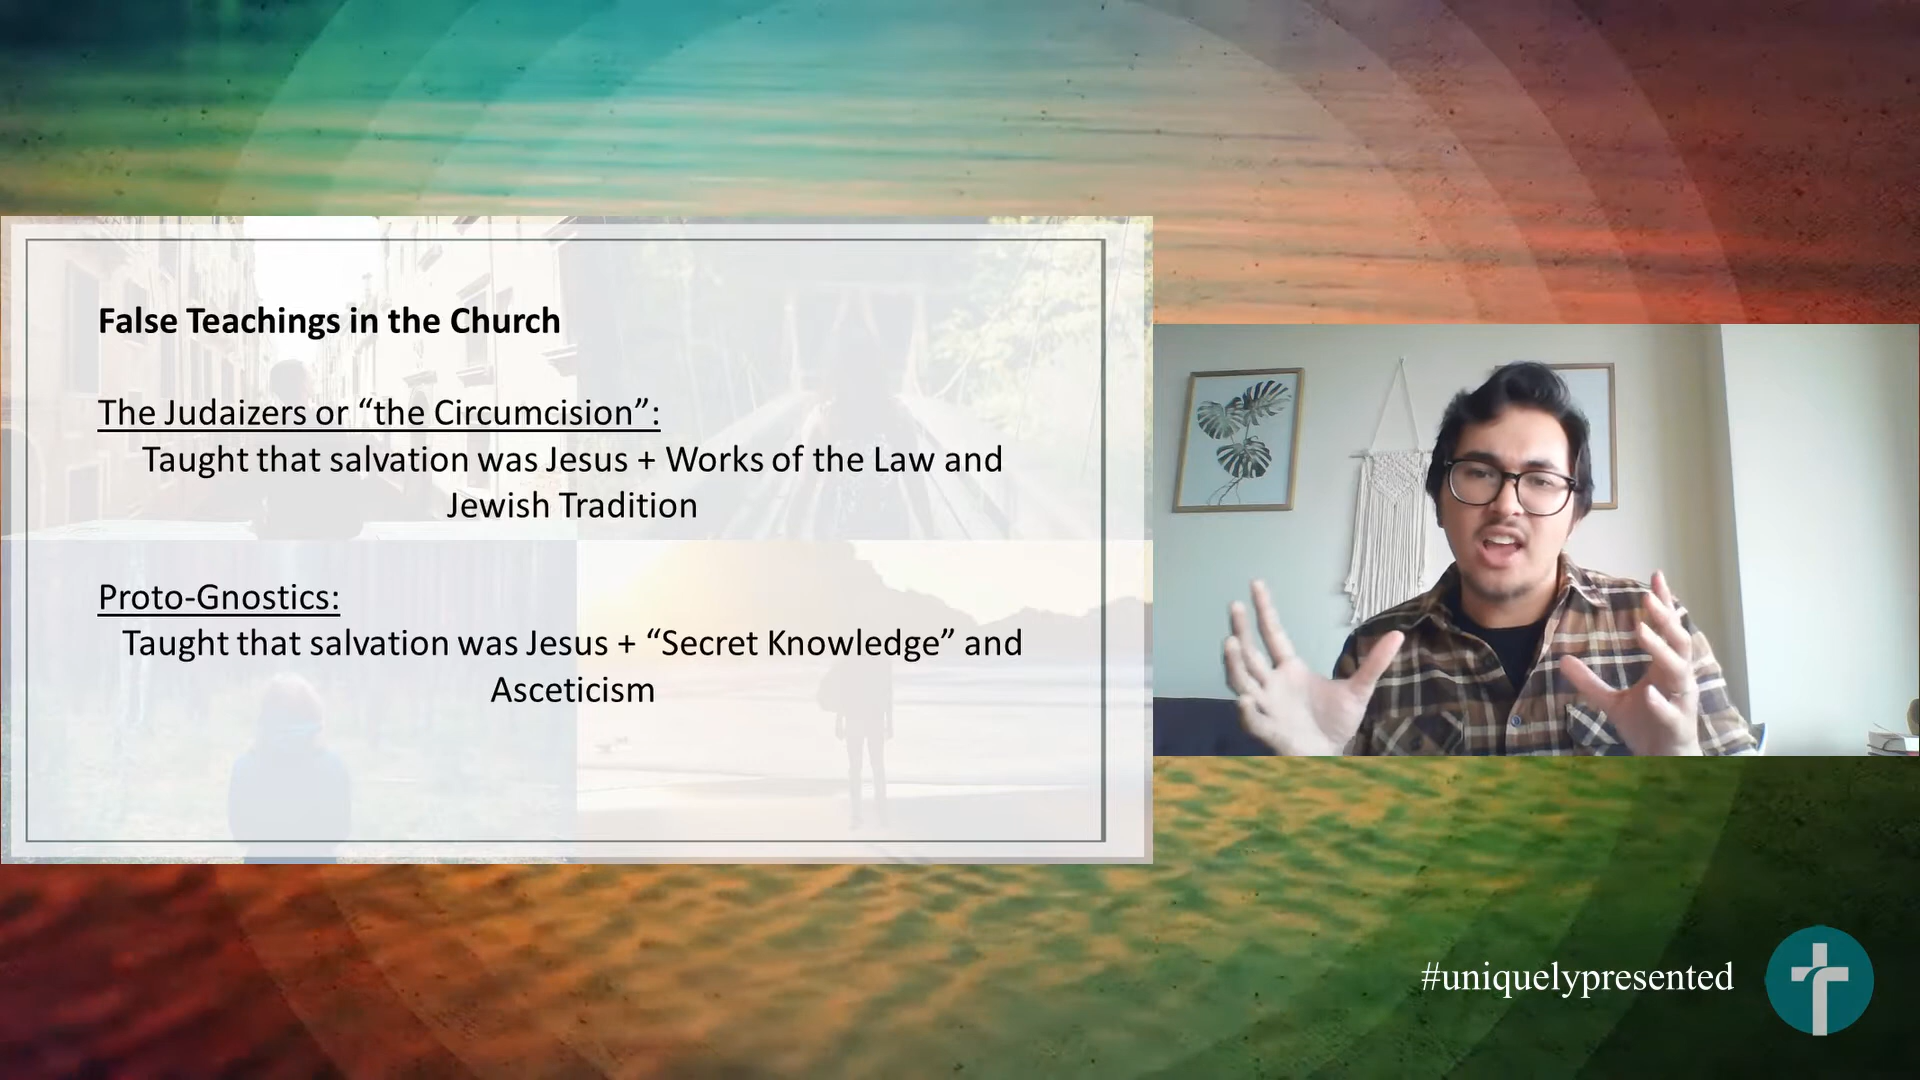 False Teachings in the Church
The Judaizers or “the Circumcision”:
Taught that salvation was Jesus + Works of the Law and
Jewish Tradition
Proto-Gnostics:
Taught that salvation was Jesus + “Secret Knowledge” and
Asceticism
#uniquelypresented